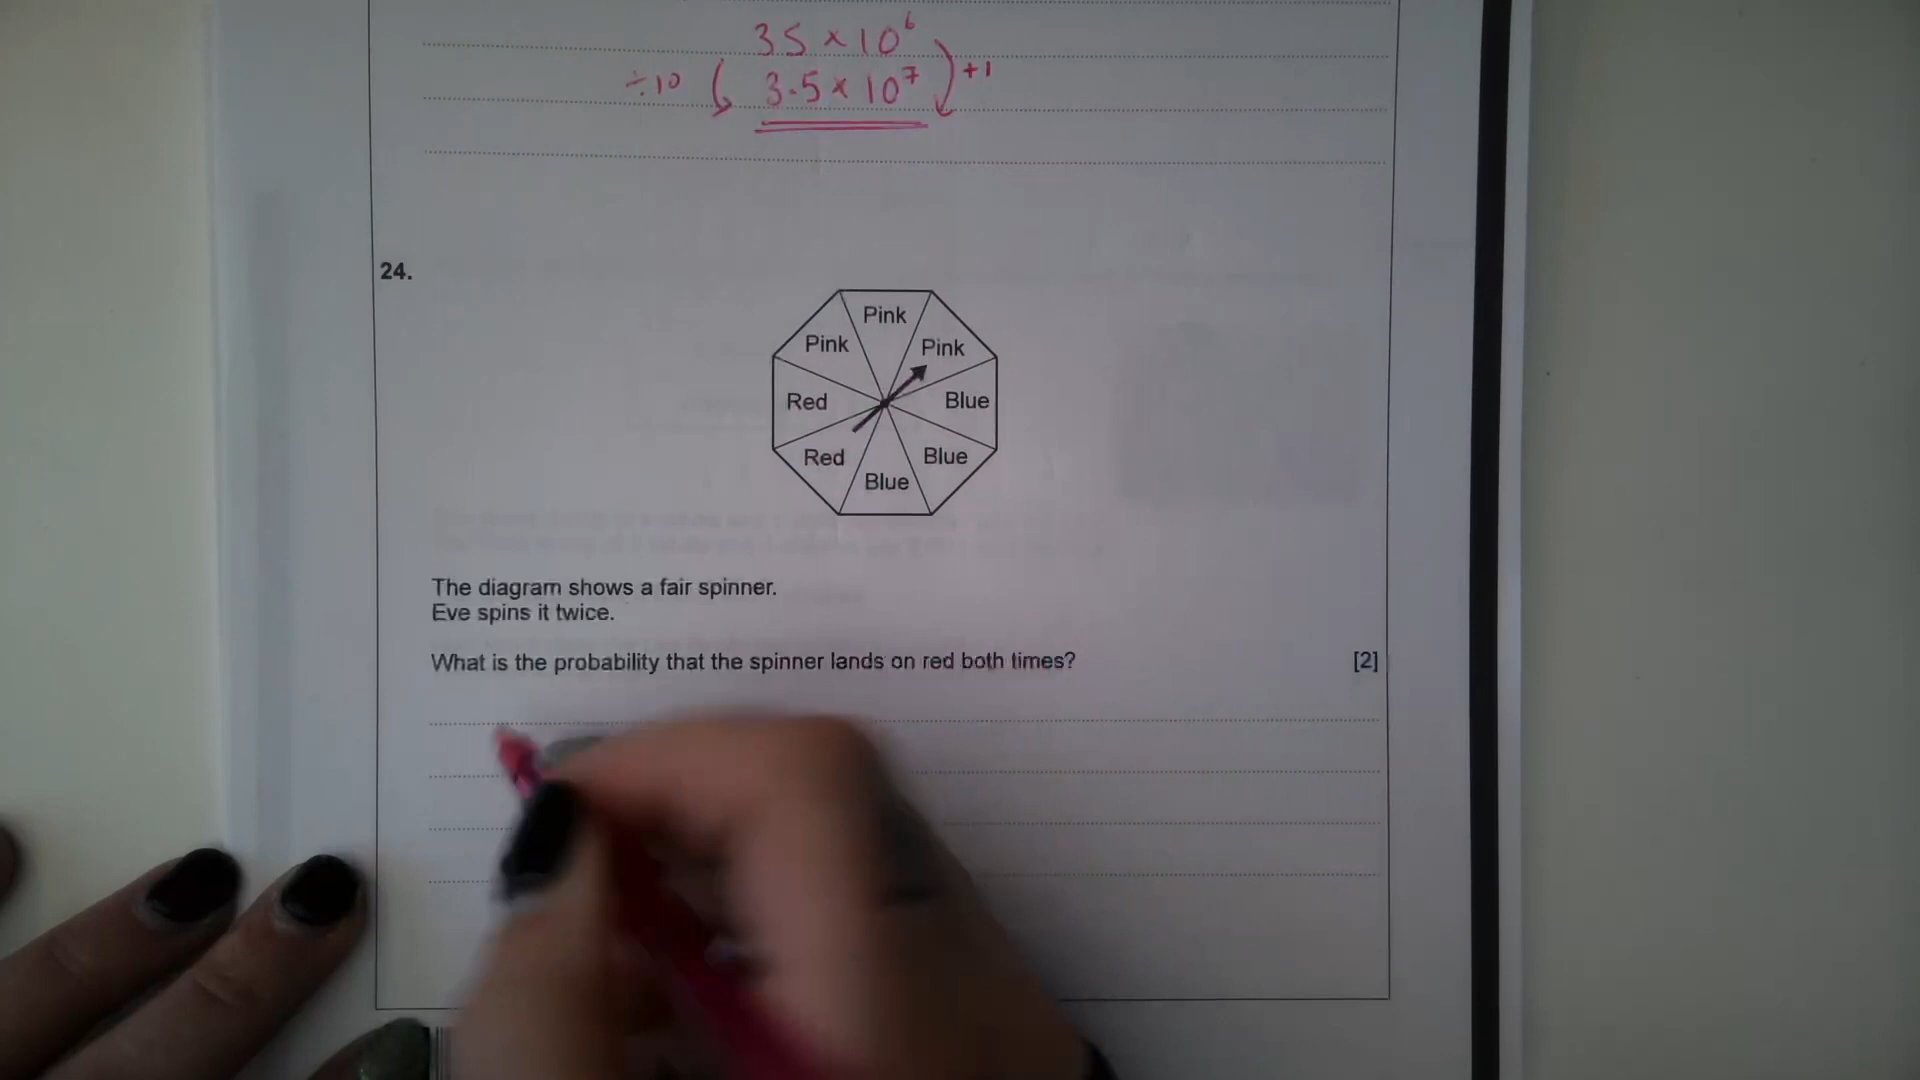 35 × 10⁶
÷10 3.5 × 10⁷ +1
24.
Pink
Pink Pink
Red Blue
Red Blue
Blue
The diagram shows a fair spinner.
Eve spins it twice.
What is the probability that the spinner lands on red both times? [2]